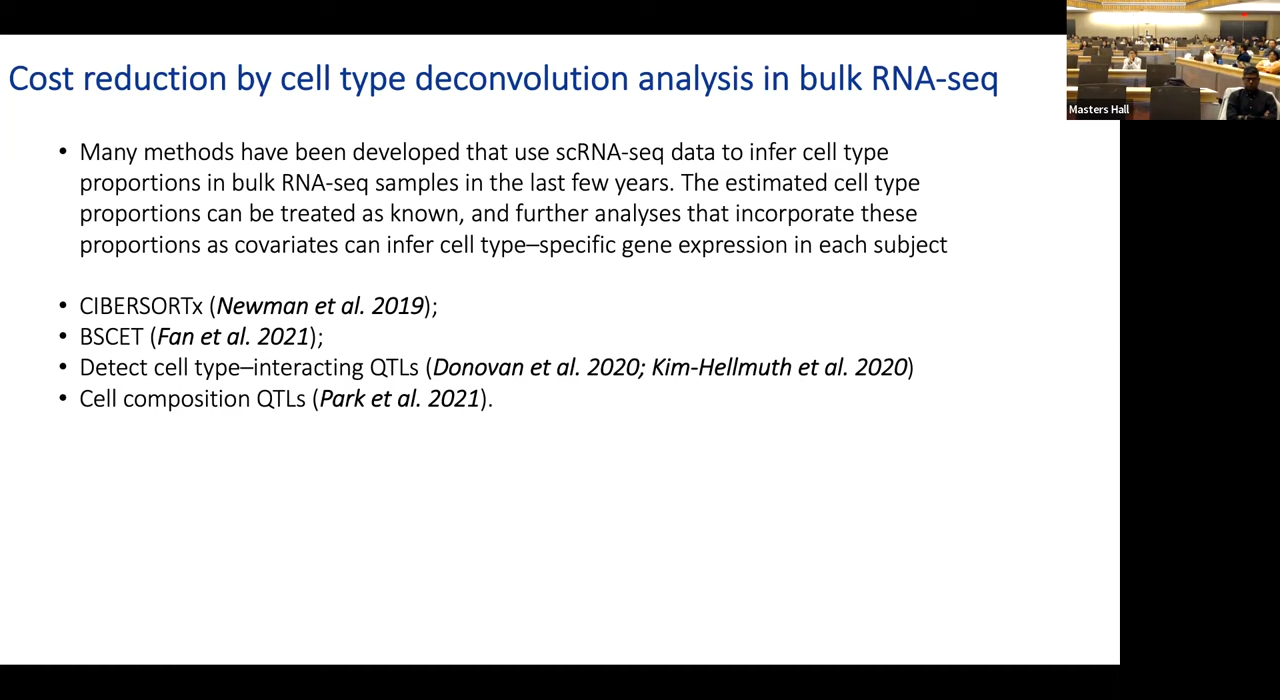 Cost reduction by cell type deconvolution analysis in bulk RNA-seq
Masters Hall
• Many methods have been developed that use scRNA-seq data to infer cell type
proportions in bulk RNA-seq samples in the last few years. The estimated cell type
proportions can be treated as known, and further analyses that incorporate these
proportions as covariates can infer cell type–specific gene expression in each subject
• CIBERSORTx (Newman et al. 2019);
• BSCET (Fan et al. 2021);
• Detect cell type–interacting QTLs (Donovan et al. 2020; Kim-Hellmuth et al. 2020)
• Cell composition QTLs (Park et al. 2021).